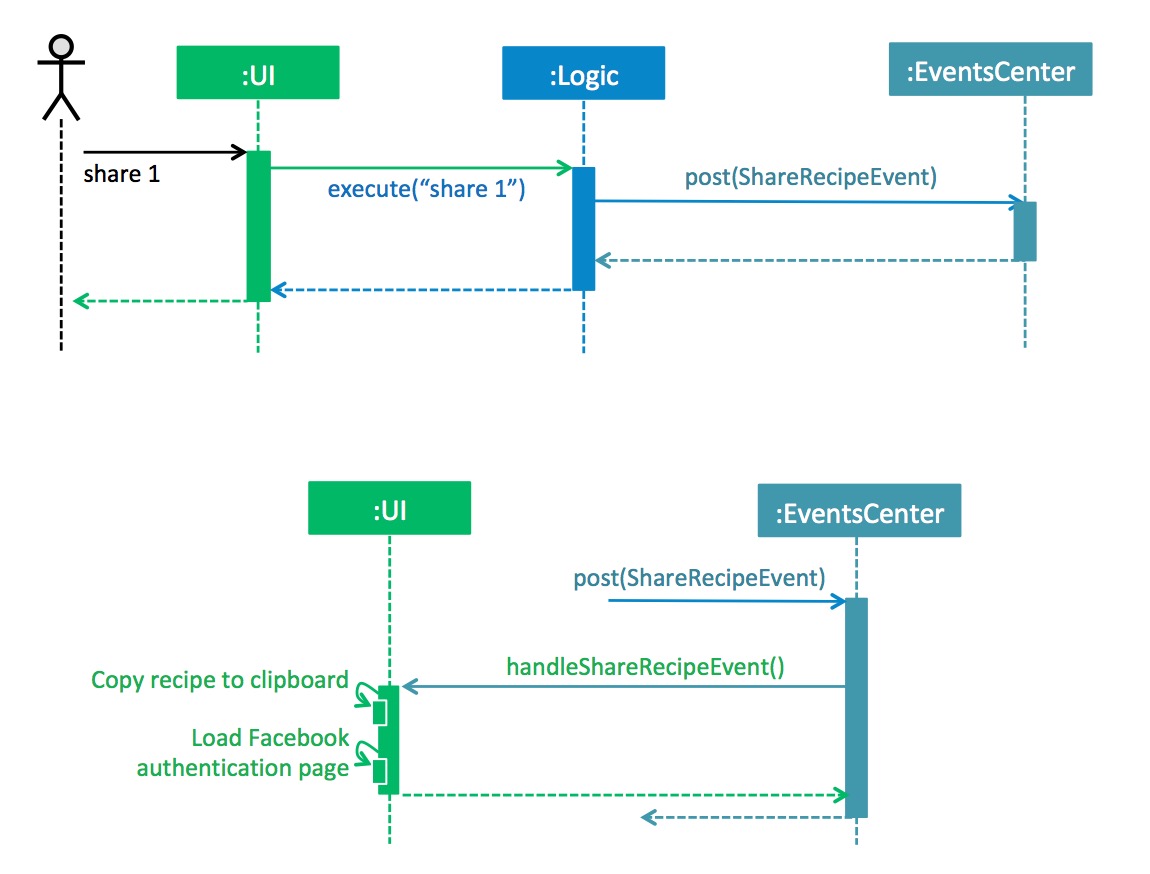 :UI
:Logic
:EventsCenter
share 1
execute(“share 1”)
post(ShareRecipeEvent)
:UI
:EventsCenter
post(ShareRecipeEvent)
handleShareRecipeEvent()
Copy recipe to clipboard
Load Facebook
authentication page